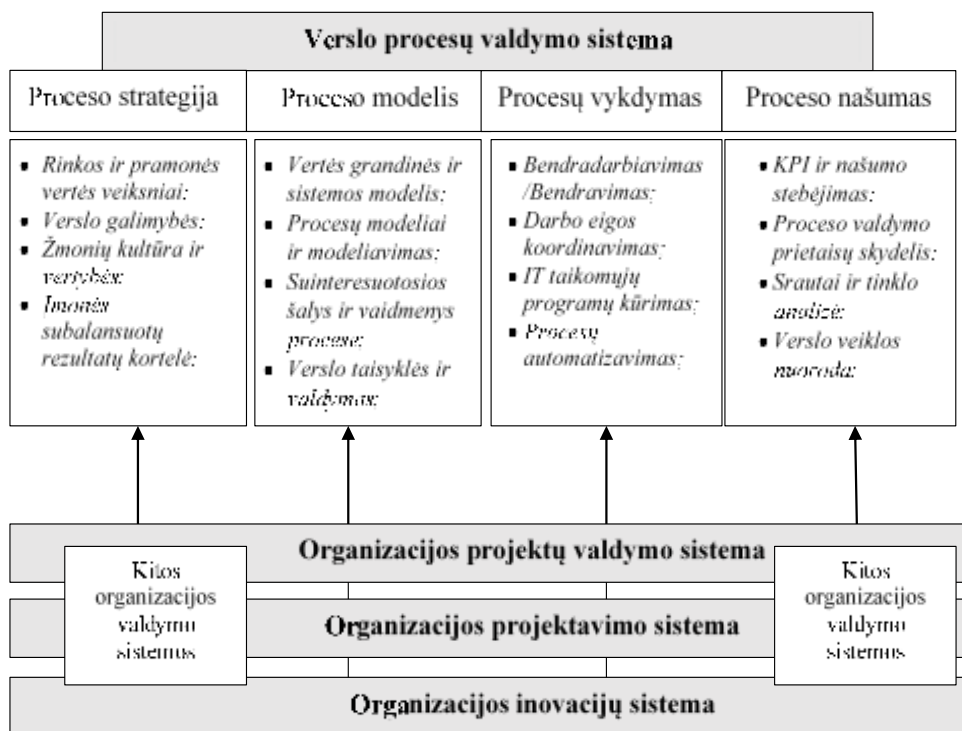 Verslo procesų valdymo sistema
Proceso strategija
Proceso modelis
Procesų vykdymas
Proceso našumas
▪ Rinkos ir pramonės
vertės veiksniai;
▪ Verslo galimybės;
▪ Žmonių kultūra ir
vertybės;
▪ Įmonės
subalansuotų
rezultatų kortelė;
▪ Vertės grandinės ir
sistemos modelis;
▪ Procesų modeliai
ir modeliavimas;
▪ Suinteresuotosios
šalys ir vaidmenys
procese;
▪ Verslo taisyklės ir
valdymas;
▪ Bendradarbiavimas
/Bendravimas;
▪ Darbo eigos
koordinavimas;
▪ IT taikomųjų
programų kūrimas;
▪ Procesų
automatizavimas;
▪ KPI ir našumo
stebėjimas;
▪ Proceso valdymo
prietaisų skydelis;
▪ Srautai ir tinklo
analizė;
▪ Verslo veiklos
nuoroda;
Organizacijos projektų valdymo sistema
Kitos
organizacijos
valdymo
sistemos
Kitos
organizacijos
valdymo
sistemos
Organizacijos projektavimo sistema
Organizacijos inovacijų sistema